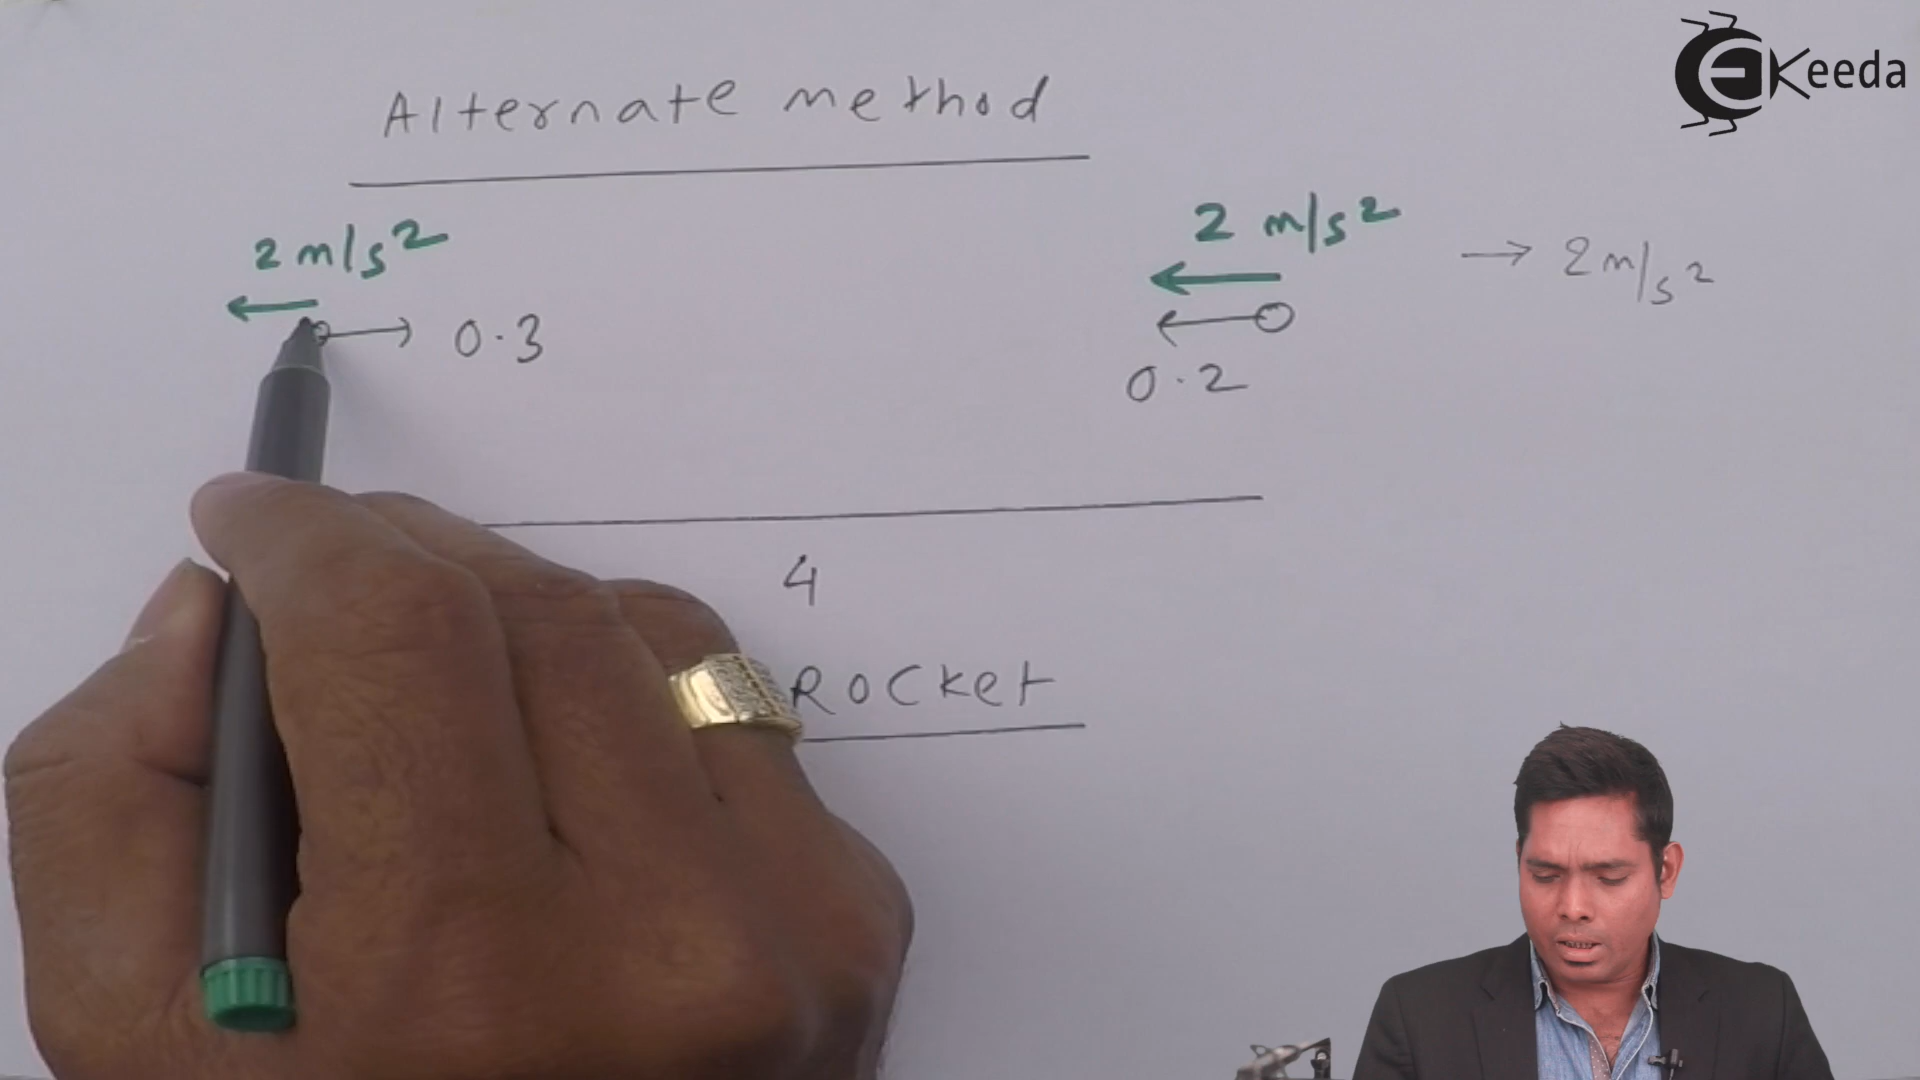 Keeda
Alternate method
2 m/s²
2 m/s²
→ 2 m/s²
0.3
0.2
4
Rocket